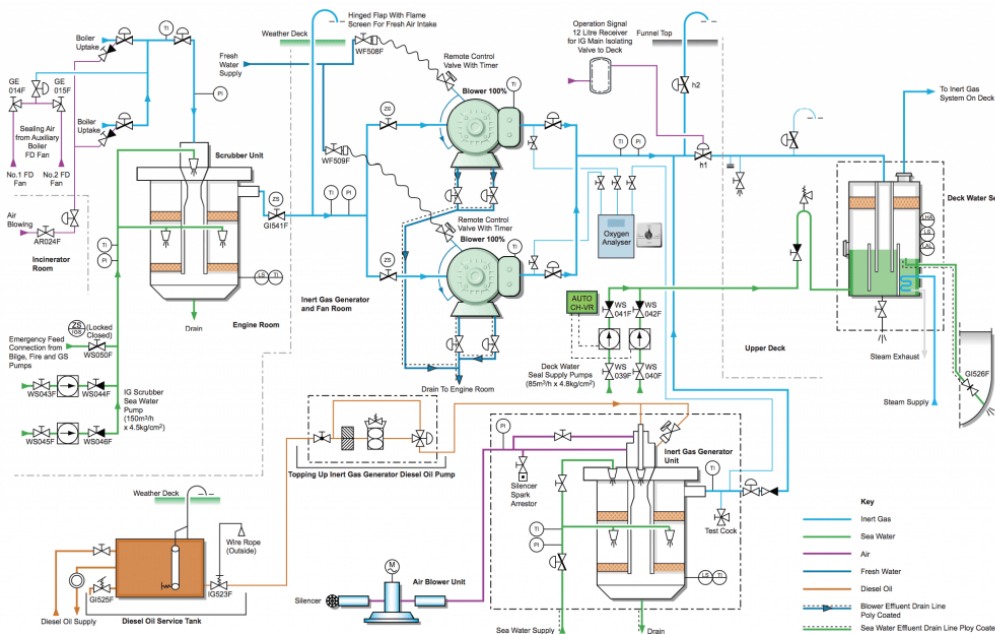 Hinged Flap With Flame
Screen For Fresh Air Intake
Operation Signal
12 Litre Receiver
for IG Main Isolating
Valve to Deck
Funnel Top
Boiler
Uptake
TI
Weather Deck
WF508F
Remote Control
Valve With Timer
Fresh
Water
Supply
Blower 100%
TI
h2
To Inert Gas
System On Deck
GE
014F
GE
015F
PI
Boiler
Uptake
ZS
Sealing Air
from Auxiliary
Boiler
FD Fan
No.1 FD
Fan
No.2 FD
Fan
Scrubber Unit
WF509F
TI
PI
h1
Deck Water Se
Air
Blowing
AR024F
Incinerator
Room
TI
PI
ZS
GI541F
TI
PI
Remote Control
Valve With Timer
Blower 100%
TI
Oxygen
Analyser
LS
TI
ZS
Inert Gas Generator
and Fan Room
Drain
Engine Room
AUTO
CH-VR
WS
041F
WS
042F
ZS
IGS
(Locked
Closed)
WS050F
Emergency Feed
Connection from
Bilge, Fire and GS
Pumps
WS043F
WS044F
IG Scrubber
Sea Water
Pump
(150m³/h
x 4.5kg/cm²)
WS045F
WS046F
Drain To Engine Room
Deck Water
Seal Supply Pumps
(85m³/h x 4.8kg/cm²)
WS
039F
WS
040F
Upper Deck
Steam Exhaust
Steam Supply
GI526F
Topping Up Inert Gas Generator Diesel Oil Pump
PI
Inert Gas Generator
Unit
TI
Silencer
Spark
Arrestor
Test Cock
TI
PI
LS
TI
Weather Deck
Wire Rope
(Outside)
GI525F
IG523F
Diesel Oil Supply
Diesel Oil Service Tank
M
Air Blower Unit
Silencer
Sea Water Supply
Drain
Key
Inert Gas
Sea Water
Air
Fresh Water
Diesel Oil
Blower Effluent Drain Line
Poly Coated
Sea Water Effluent Drain Line Ploy Coate